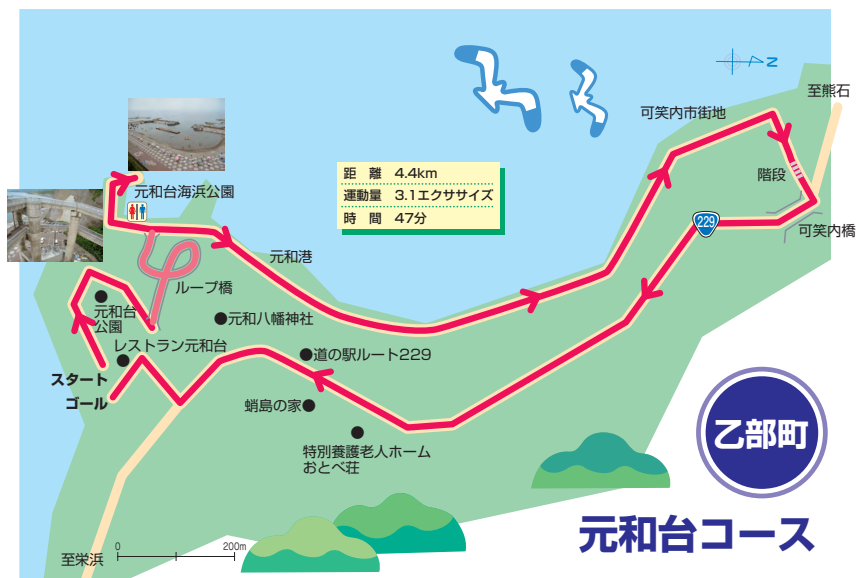 N
至熊石
可笑内市街地
階段
229
可笑内橋
距　離　4.4km
運動量　3.1エクササイズ
時　間　47分
元和台海浜公園
元和港
ループ橋
元和台
公園
元和八幡神社
レストラン元和台
道の駅ルート229
スタート
ゴール
蛸島の家
特別養護老人ホーム
おとべ荘
乙部町
元和台コース
至栄浜
0
200m